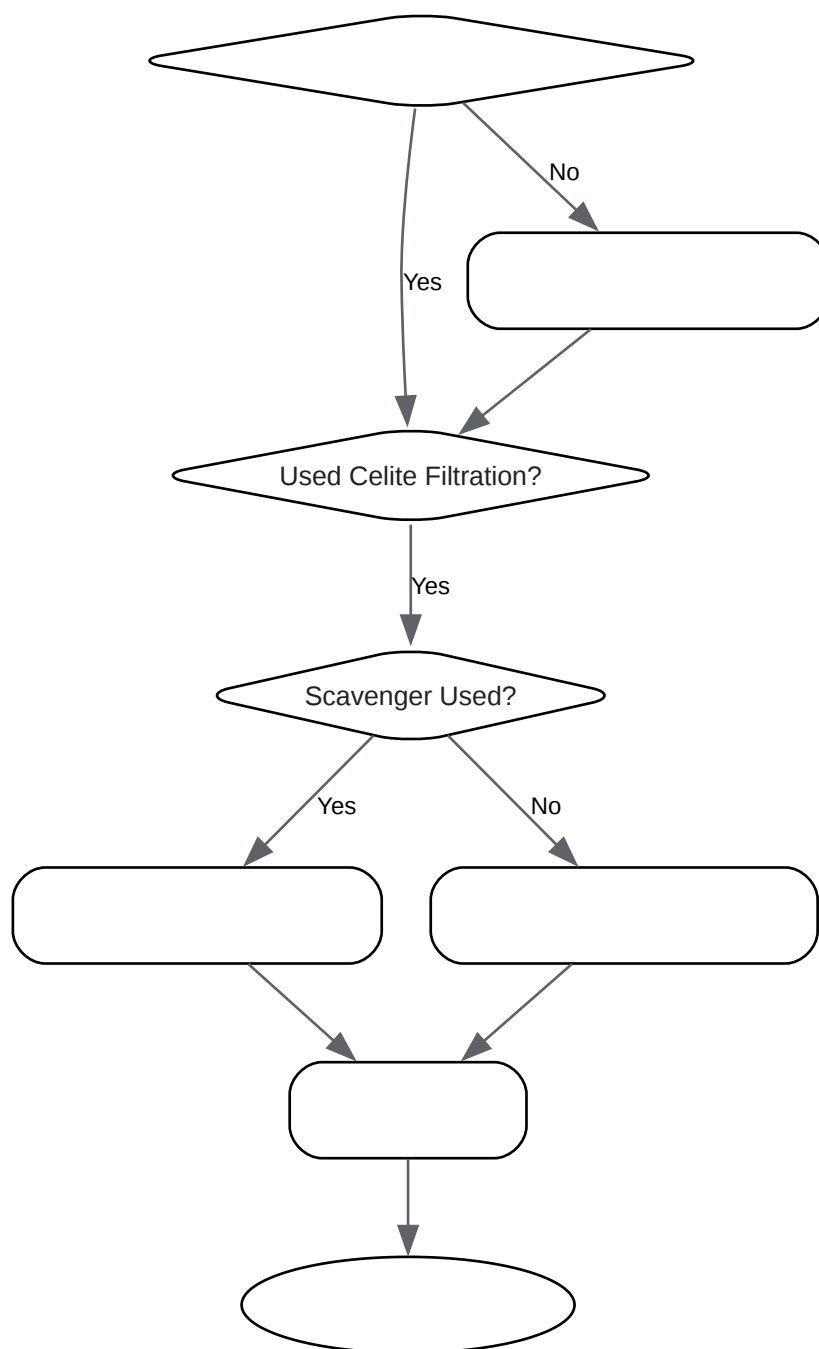 No
Yes
Used Celite Filtration?
Yes
Scavenger Used?
Yes
No